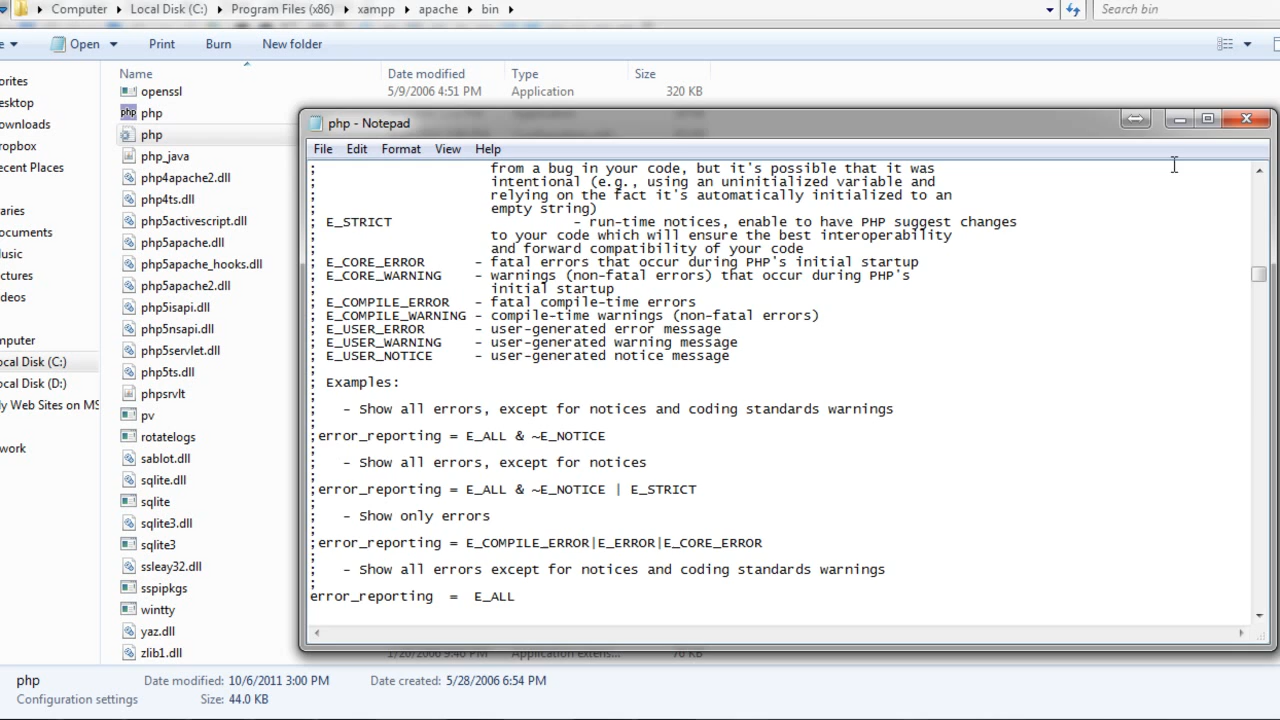 Computer Local Disk (C:) Program Files (x86) xampp apache bin Search bin
Open Print Burn New folder
Name Date modified Type Size
openssl 5/9/2006 4:51 PM Application 320 KB
php
php
php_java
php4apache2.dll
php4ts.dll
php5activescript.dll
php5apache.dll
php5apache_hooks.dll
php5apache2.dll
php5isapi.dll
php5nsapi.dll
php5servlet.dll
php5ts.dll
phpsrvlt
pv
rotatelogs
sablot.dll
sqlite.dll
sqlite
sqlite3.dll
sqlite3
ssleay32.dll
sspipkgs
wintty
yaz.dll
zlib1.dll
orites
esktop
ownloads
ropbox
ecent Places
raries
ocuments
usic
ctures
deos
mputer
ocal Disk (C:)
ocal Disk (D:)
y Web Sites on MS
work
php - Notepad
File Edit Format View Help
; from a bug in your code, but it's possible that it was
; intentional (e.g., using an uninitialized variable and
; relying on the fact it's automatically initialized to an
; empty string)
; E_STRICT - run-time notices, enable to have PHP suggest changes
; to your code which will ensure the best interoperability
; and forward compatibility of your code
; E_CORE_ERROR - fatal errors that occur during PHP's initial startup
; E_CORE_WARNING - warnings (non-fatal errors) that occur during PHP's
; initial startup
; E_COMPILE_ERROR - fatal compile-time errors
; E_COMPILE_WARNING - compile-time warnings (non-fatal errors)
; E_USER_ERROR - user-generated error message
; E_USER_WARNING - user-generated warning message
; E_USER_NOTICE - user-generated notice message
;
; Examples:
;
; - Show all errors, except for notices and coding standards warnings
;
;error_reporting = E_ALL & ~E_NOTICE
;
; - Show all errors, except for notices
;
;error_reporting = E_ALL & ~E_NOTICE | E_STRICT
;
; - Show only errors
;
;error_reporting = E_COMPILE_ERROR|E_ERROR|E_CORE_ERROR
;
; - Show all errors except for notices and coding standards warnings
;
error_reporting = E_ALL
php Date modified: 10/6/2011 3:00 PM Date created: 5/28/2006 6:54 PM
Configuration settings Size: 44.0 KB